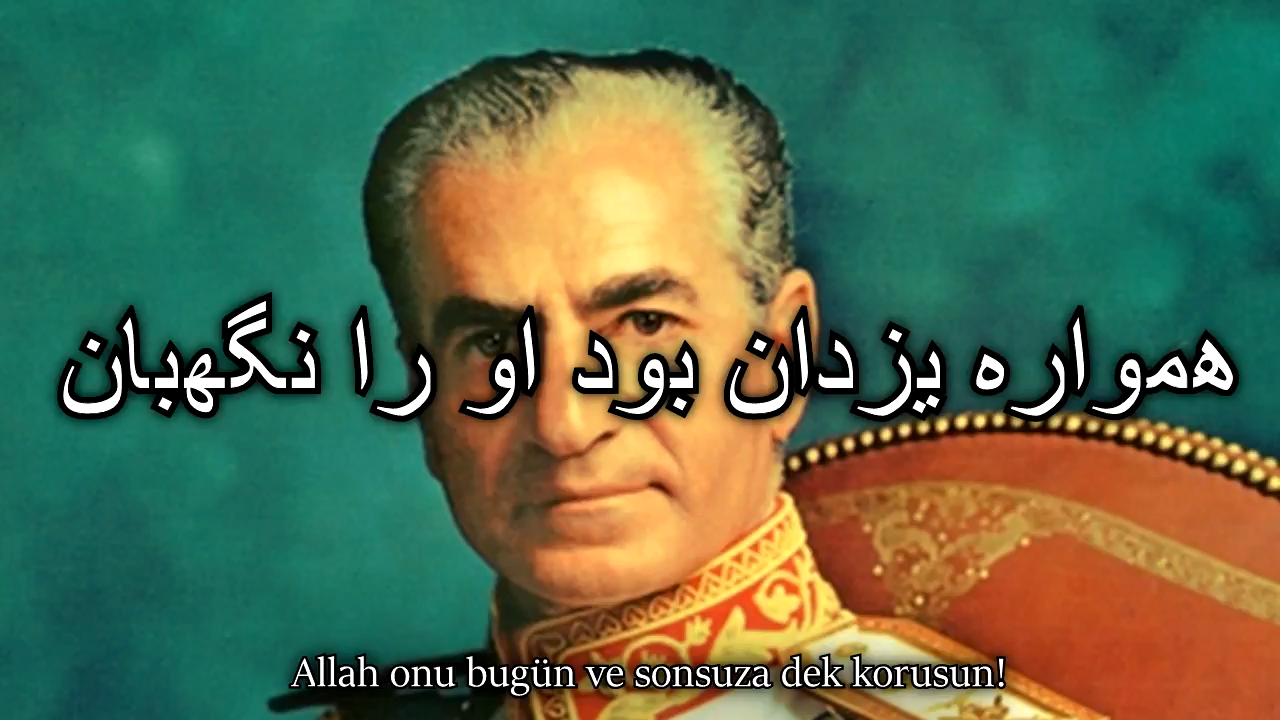 همواره یزدان بود او را نگهبان
Allah onu bugün ve sonsuza dek korusun!